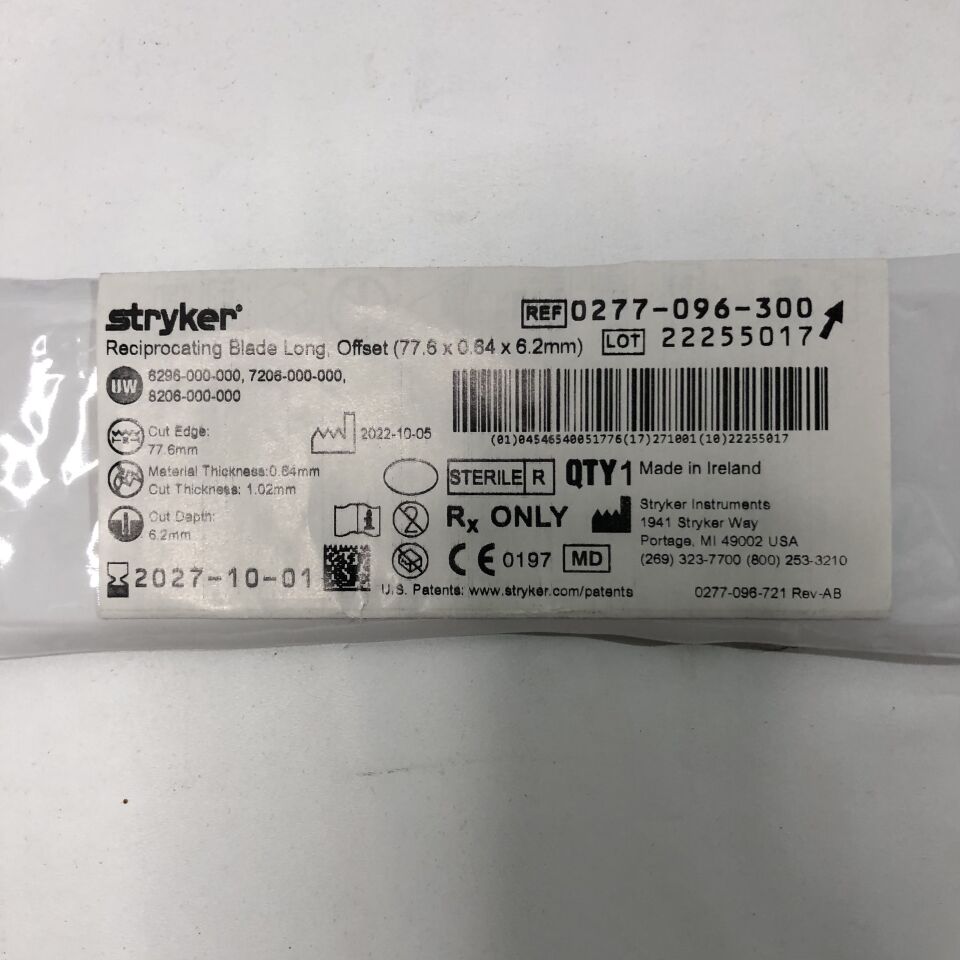 stryker®
REF 0277-096-300
Reciprocating Blade Long, Offset (77.6 x 0.64 x 6.2mm)
LOT 22255017
UW 6296-000-000, 7206-000-000,
8206-000-000
(01)04546540051776(17)271001(10)22255017
Cut Edge:
77.6mm
2022-10-05
Material Thickness:0.64mm
Cut Thickness: 1.02mm
STERILE R
QTY 1
Made in Ireland
Cut Depth:
6.2mm
Rx ONLY
Stryker Instruments
1941 Stryker Way
Portage, MI 49002 USA
(269) 323-7700 (800) 253-3210
2027-10-01
CE 0197
MD
U.S. Patents: www.stryker.com/patents
0277-096-721 Rev-AB